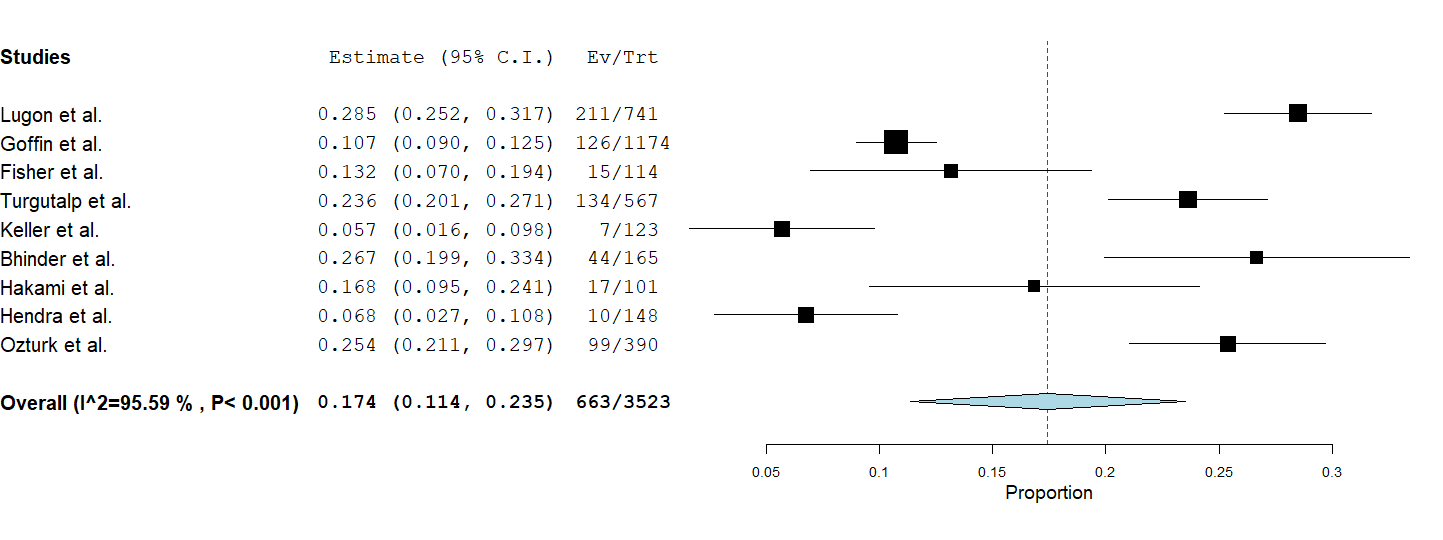 Studies Estimate (95% C.I.) Ev/Trt
Lugon et al. 0.285 (0.252, 0.317) 211/741
Goffin et al. 0.107 (0.090, 0.125) 126/1174
Fisher et al. 0.132 (0.070, 0.194) 15/114
Turgutalp et al. 0.236 (0.201, 0.271) 134/567
Keller et al. 0.057 (0.016, 0.098) 7/123
Bhinder et al. 0.267 (0.199, 0.334) 44/165
Hakami et al. 0.168 (0.095, 0.241) 17/101
Hendra et al. 0.068 (0.027, 0.108) 10/148
Ozturk et al. 0.254 (0.211, 0.297) 99/390
Overall (I^2=95.59 % , P< 0.001) 0.174 (0.114, 0.235) 663/3523
0.05 0.1 0.15 0.2 0.25 0.3
Proportion